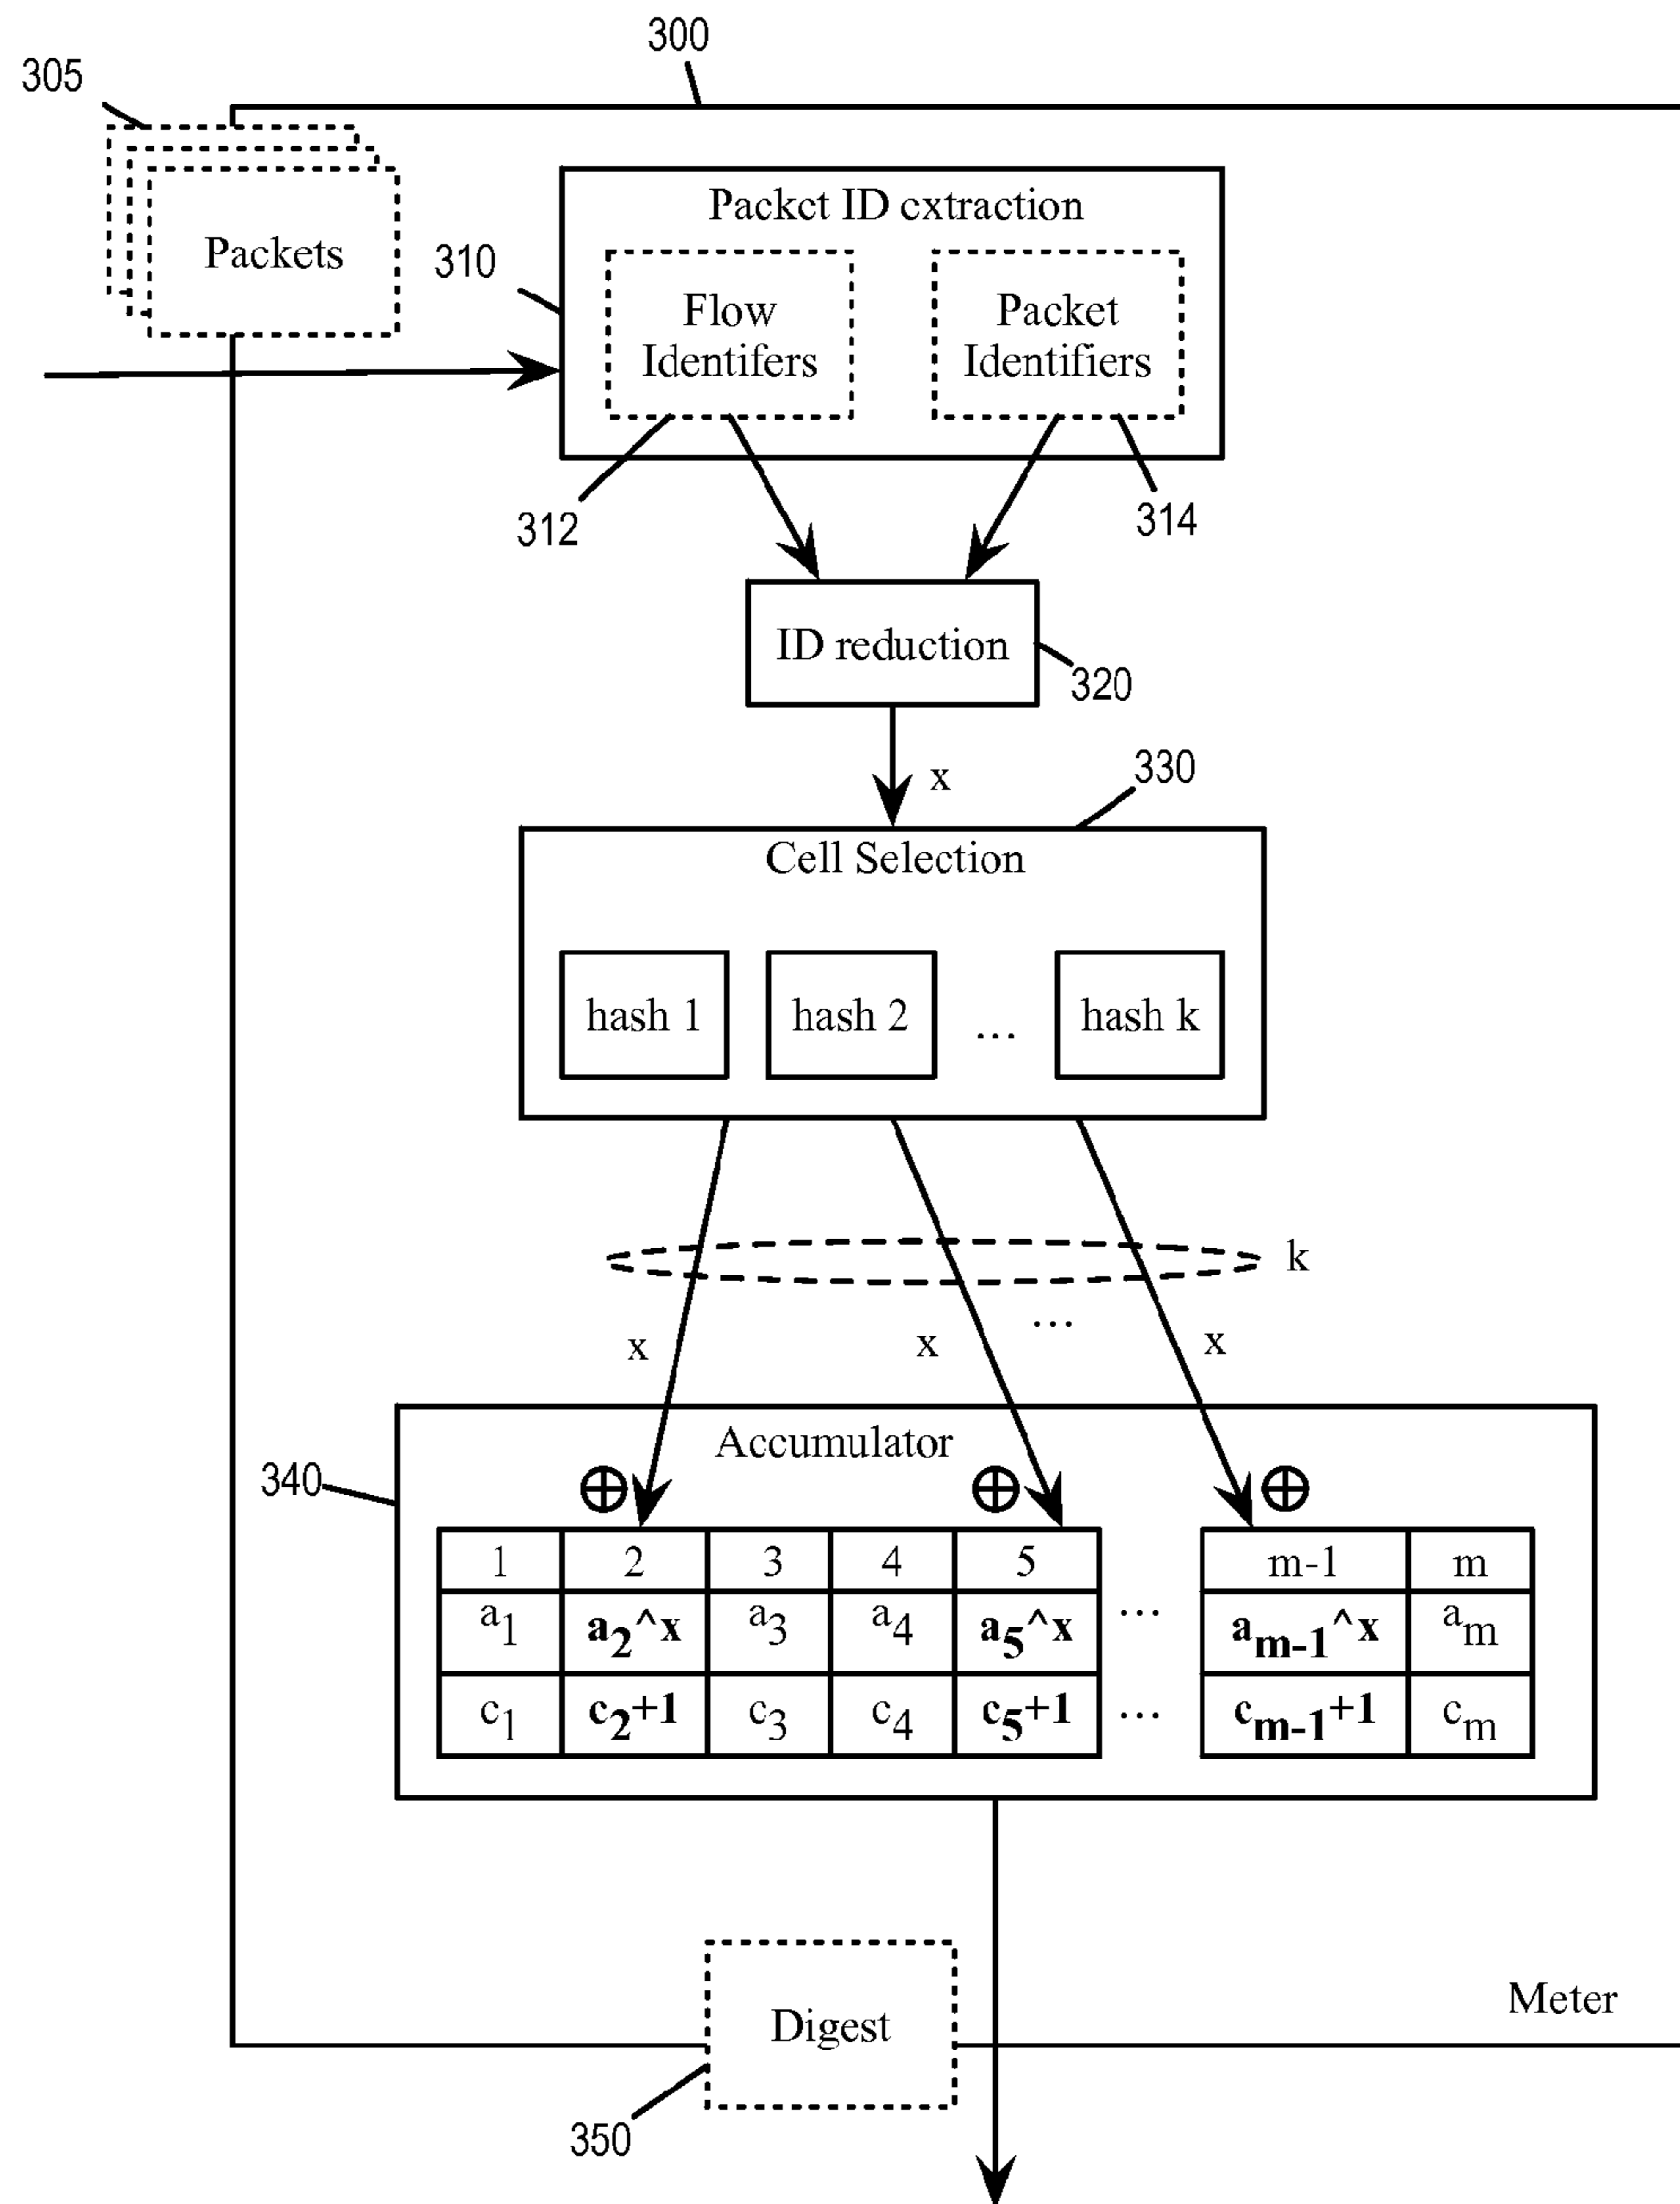 300
305
Packet ID extraction
Packets
310
Flow
Identifers
Packet
Identifiers
312
314
ID reduction
320
x
330
Cell Selection
hash 1
hash 2
...
hash k
k
...
x
x
x
Accumulator
340
1 2 3 4 5 m-1 m
a1 a2^x a3 a4 a5^x ... am-1^x am
c1 c2+1 c3 c4 c5+1 ... cm-1+1 cm
Meter
Digest
350